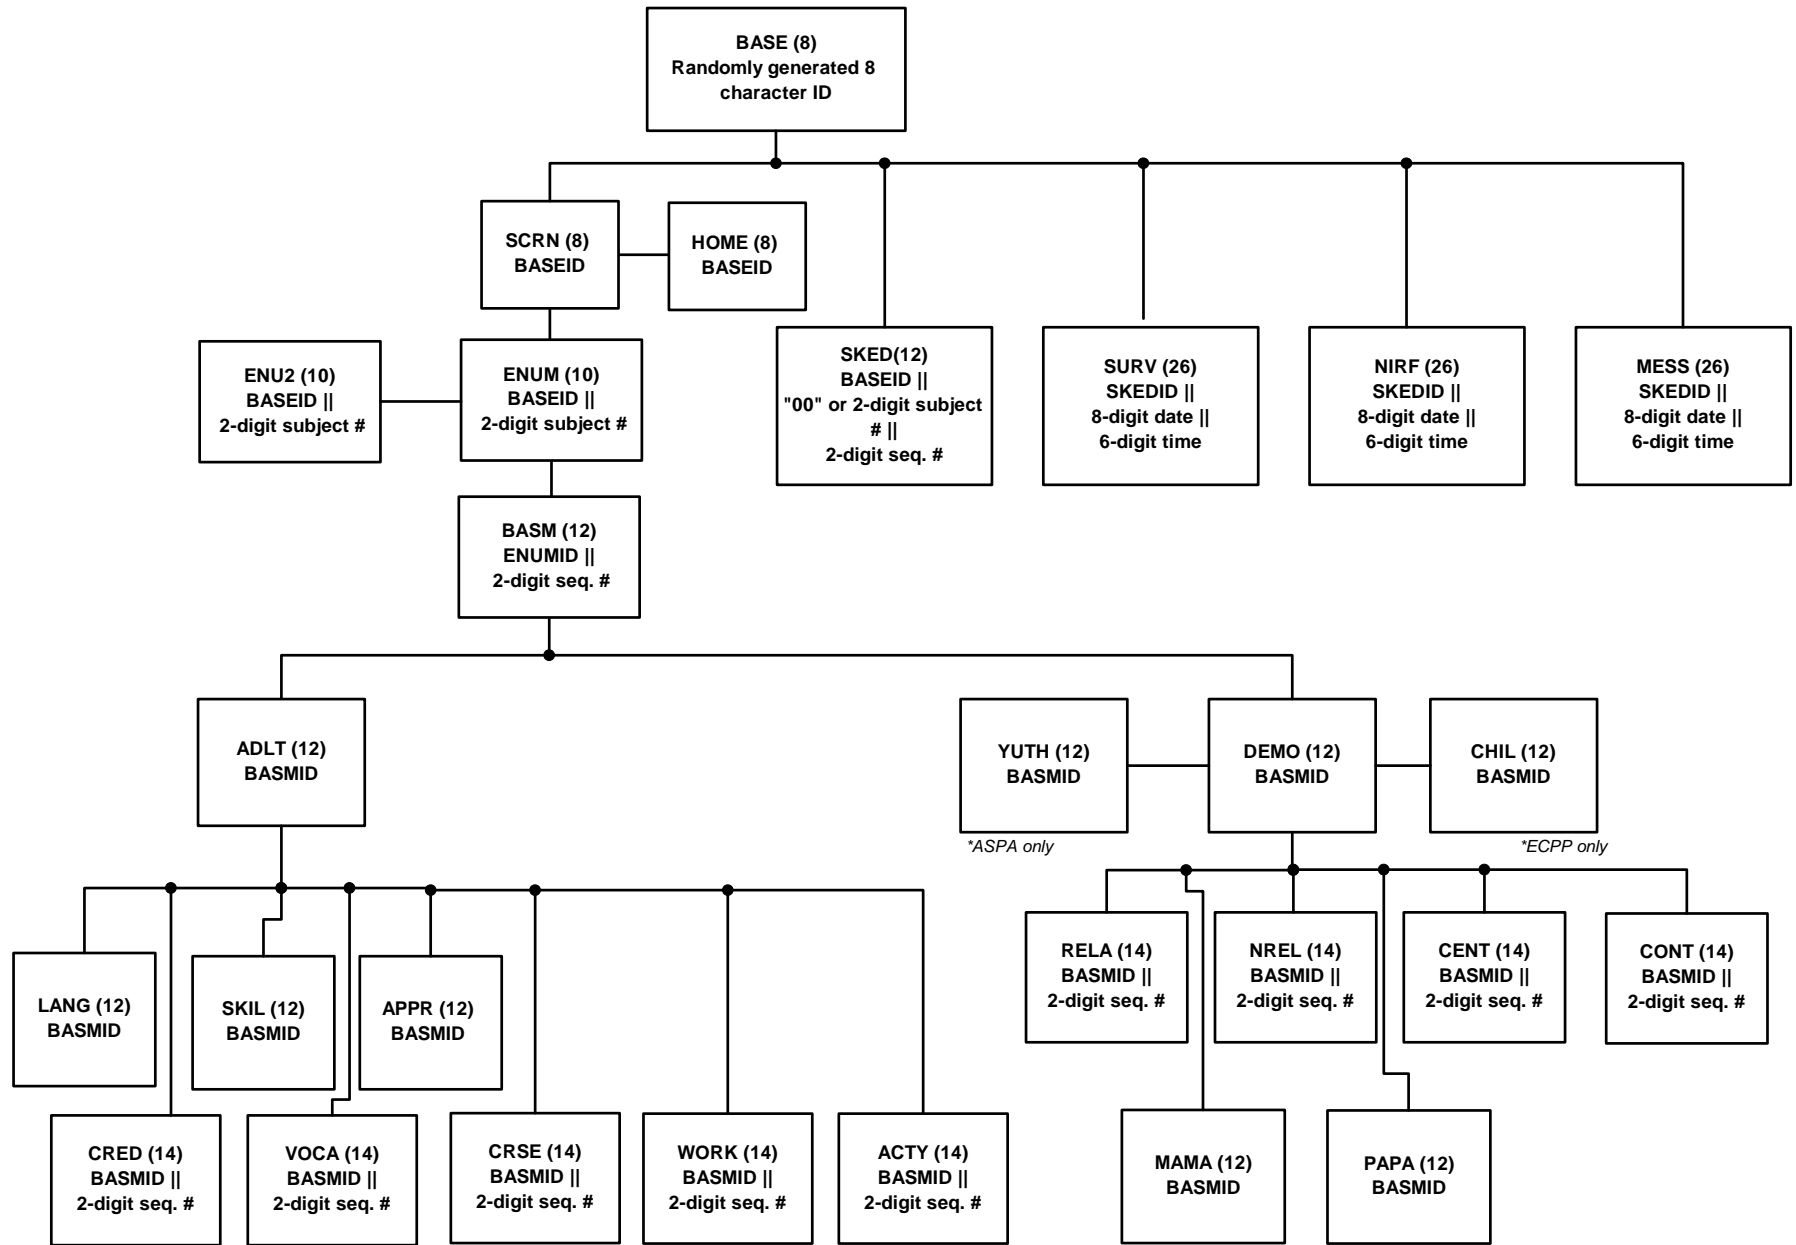 BASE (8)
Randomly generated 8
character ID
SCRN (8)
BASEID
HOME (8)
BASEID
ENU2 (10)
BASEID ||
2-digit subject #
ENUM (10)
BASEID ||
2-digit subject #
SKED(12)
BASEID ||
"00" or 2-digit subject
# ||
2-digit seq. #
SURV (26)
SKEDID ||
8-digit date ||
6-digit time
NIRF (26)
SKEDID ||
8-digit date ||
6-digit time
MESS (26)
SKEDID ||
8-digit date ||
6-digit time
BASM (12)
ENUMID ||
2-digit seq. #
ADLT (12)
BASMID
YUTH (12)
BASMID
DEMO (12)
BASMID
CHIL (12)
BASMID
*ASPA only
*ECPP only
LANG (12)
BASMID
SKIL (12)
BASMID
APPR (12)
BASMID
RELA (14)
BASMID ||
2-digit seq. #
NREL (14)
BASMID ||
2-digit seq. #
CENT (14)
BASMID ||
2-digit seq. #
CONT (14)
BASMID ||
2-digit seq. #
CRED (14)
BASMID ||
2-digit seq. #
VOCA (14)
BASMID ||
2-digit seq. #
CRSE (14)
BASMID ||
2-digit seq. #
WORK (14)
BASMID ||
2-digit seq. #
ACTY (14)
BASMID ||
2-digit seq. #
MAMA (12)
BASMID
PAPA (12)
BASMID